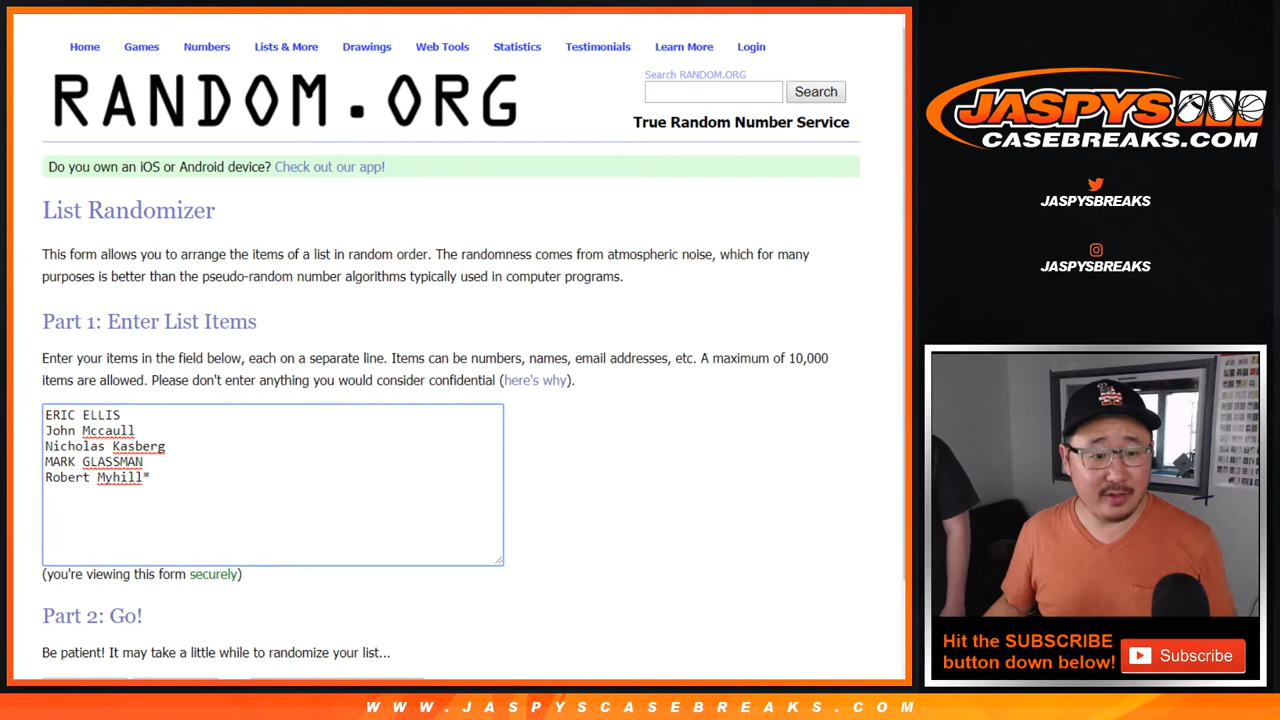 Home Games Numbers Lists & More Drawings Web Tools Statistics Testimonials Learn More Login
RANDOM.ORG
Search RANDOM.ORG
Search
True Random Number Service
Do you own an iOS or Android device? Check out our app!
List Randomizer
This form allows you to arrange the items of a list in random order. The randomness comes from atmospheric noise, which for many
purposes is better than the pseudo-random number algorithms typically used in computer programs.
Part 1: Enter List Items
Enter your items in the field below, each on a separate line. Items can be numbers, names, email addresses, etc. A maximum of 10,000
items are allowed. Please don't enter anything you would consider confidential (here's why).
ERIC ELLIS
John Mccaull
Nicholas Kasberg
MARK GLASSMAN
Robert Myhill*
(you're viewing this form securely)
Part 2: Go!
Be patient! It may take a little while to randomize your list...
JASPYS
CASEBREAKS.COM
JASPYSBREAKS
JASPYSBREAKS
Hit the SUBSCRIBE
button down below!
Subscribe
WWW.JASPYSCASEBREAKS.COM